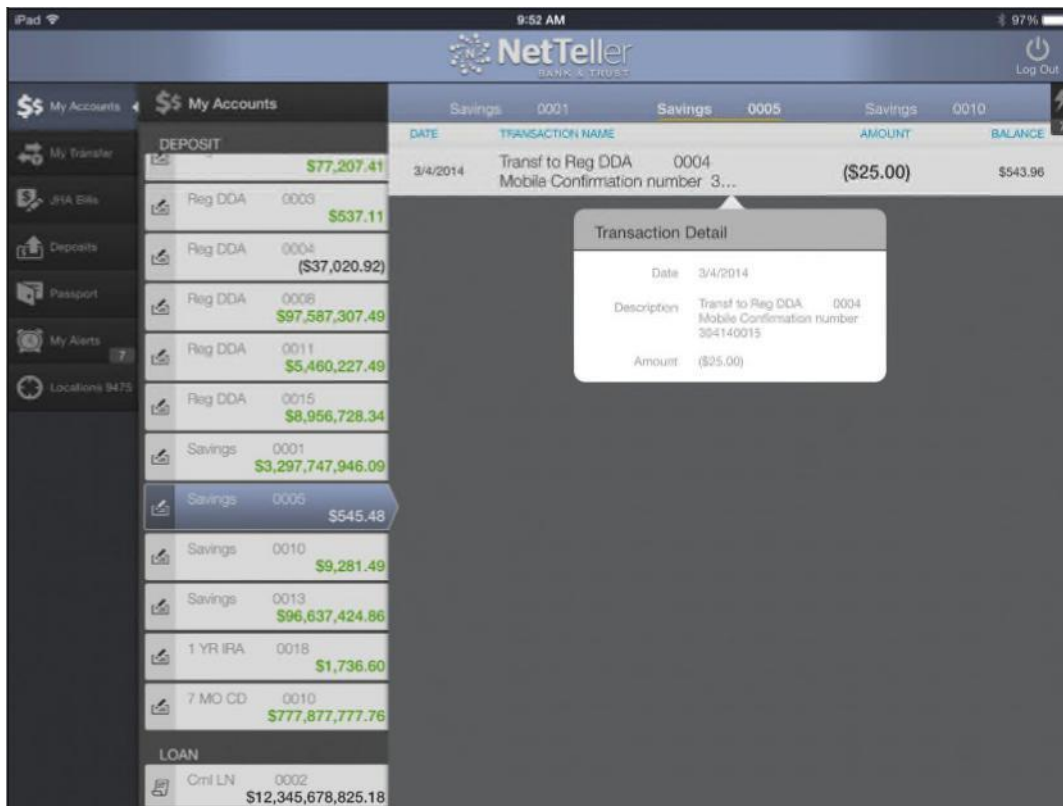 iPad 9:52 AM 97%
NetTeller
BANK & TRUST
Log Out
$$ My Accounts
My Transfer
JHA Bills
Deposits
Passport
My Alerts 7
Locations 9475
$$ My Accounts
DEPOSIT
$77,207.41
Reg DDA 0003
$537.11
Reg DDA 0004
($37,020.92)
Reg DDA 0008
$97,587,307.49
Reg DDA 0011
$5,460,227.49
Reg DDA 0015
$8,956,728.34
Savings 0001
$3,297,747,946.09
Savings 0005
$545.48
Savings 0010
$9,281.49
Savings 0013
$96,637,424.86
1 YR IRA 0018
$1,736.60
7 MO CD 0010
$777,877,777.76
LOAN
Cml LN 0002
$12,345,678,825.18
Savings 0001 Savings 0005 Savings 0010
DATE TRANSACTION NAME AMOUNT BALANCE
3/4/2014 Transf to Reg DDA 0004 ($25.00) $543.96
Mobile Confirmation number 3...
Transaction Detail
Date 3/4/2014
Description Transf to Reg DDA 0004
Mobile Confirmation number
304140015
Amount ($25.00)